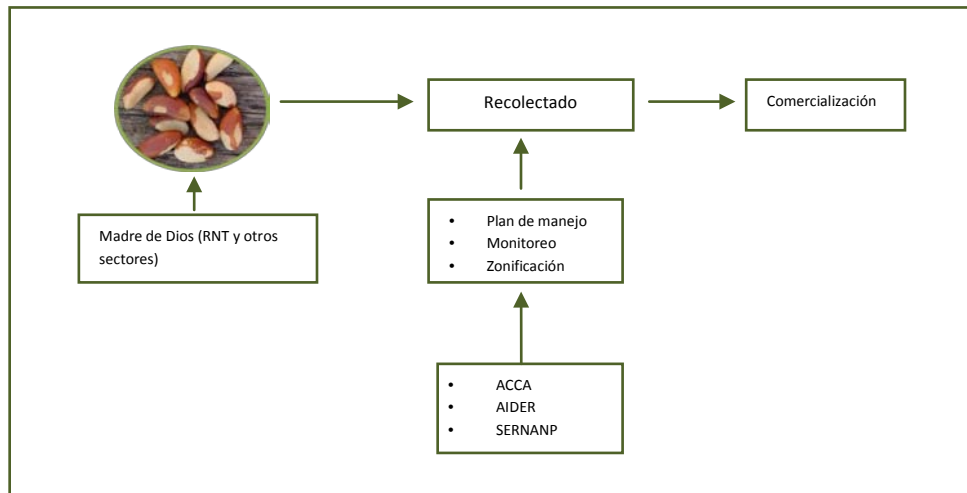 Recolectado
Comercialización
Madre de Dios (RNT y otros
sectores)
• Plan de manejo
• Monitoreo
• Zonificación
• ACCA
• AIDER
• SERNANP